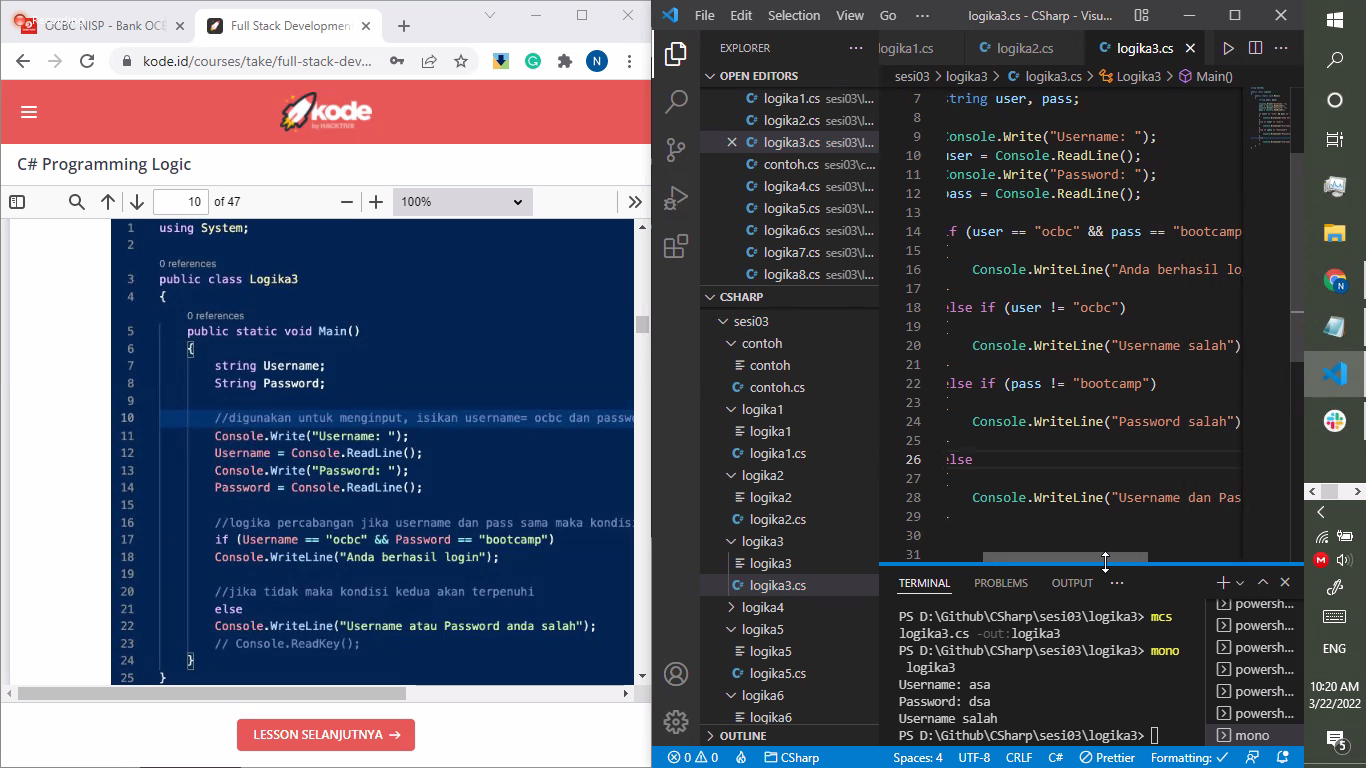 OCBC NISP - Bank OCB
Full Stack Development
kode.id/courses/take/full-stack-dev...
N
kode
by HACKTIV8
C# Programming Logic
10 of 47
100%
1 using System;
2
0 references
3 public class Logika3
4 {
0 references
5 public static void Main()
6 {
7 string Username;
8 String Password;
9
10 //digunakan untuk menginput, isikan username= ocbc dan passwo
11 Console.Write("Username: ");
12 Username = Console.ReadLine();
13 Console.Write("Password: ");
14 Password = Console.ReadLine();
15
16 //logika percabangan jika username dan pass sama maka kondisi
17 if (Username == "ocbc" && Password == "bootcamp")
18 Console.WriteLine("Anda berhasil login");
19
20 //jika tidak maka kondisi kedua akan terpenuhi
21 else
22 Console.WriteLine("Username atau Password anda salah");
23 // Console.ReadKey();
24 }
25 }
LESSON SELANJUTNYA →
File Edit Selection View Go ··· logika3.cs - CSharp - Visu...
EXPLORER
OPEN EDITORS
C# logika1.cs sesi03\l...
C# logika2.cs sesi03\l...
C# logika3.cs sesi03\l...
C# contoh.cs sesi03\c...
C# logika4.cs sesi03\l...
C# logika5.cs sesi03\l...
C# logika6.cs sesi03\l...
C# logika7.cs sesi03\l...
C# logika8.cs sesi03\l...
CSHARP
sesi03
contoh
contoh
C# contoh.cs
logika1
logika1
C# logika1.cs
logika2
logika2
C# logika2.cs
logika3
logika3
C# logika3.cs
logika4
logika5
logika5
C# logika5.cs
logika6
logika6
OUTLINE
logika1.cs C# logika2.cs C# logika3.cs
sesi03 > logika3 > C# logika3.cs > Logika3 > Main()
7 string user, pass;
8
9 Console.Write("Username: ");
10 user = Console.ReadLine();
11 Console.Write("Password: ");
12 pass = Console.ReadLine();
13
14 if (user == "ocbc" && pass == "bootcamp
16 Console.WriteLine("Anda berhasil lo
17
18 else if (user != "ocbc")
19
20 Console.WriteLine("Username salah")
21
22 else if (pass != "bootcamp")
23
24 Console.WriteLine("Password salah")
25
26 else
27
28 Console.WriteLine("Username dan Pas
29
30
31
TERMINAL PROBLEMS OUTPUT ···
PS D:\Github\CSharp\sesi03\logika3> mcs
logika3.cs -out:logika3
PS D:\Github\CSharp\sesi03\logika3> mono
logika3
Username: asa
Password: dsa
Username salah
PS D:\Github\CSharp\sesi03\logika3>
powersh...
powersh...
powersh...
powersh...
powersh...
powersh...
mono
0 0 CSharp Spaces: 4 UTF-8 CRLF C# Prettier Formatting: ✓
ENG
10:20 AM
3/22/2022
5